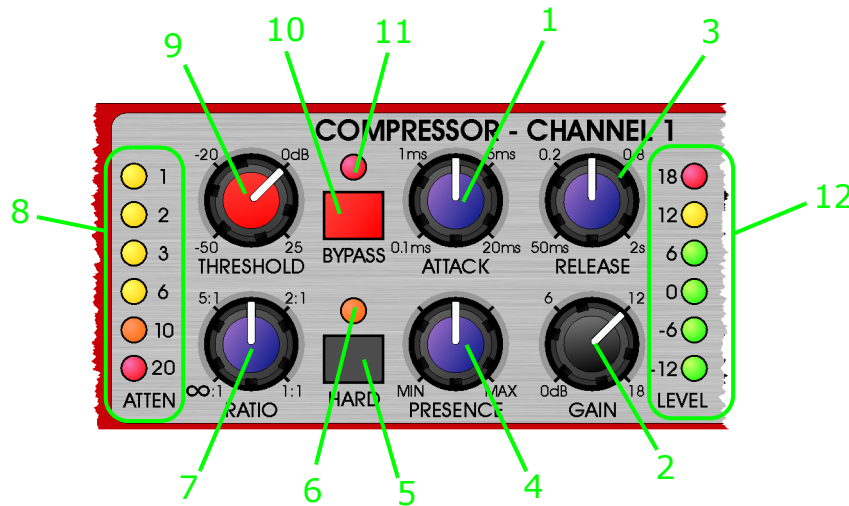 10 11 1 3
9
COMPRESSOR - CHANNEL 1
-20 0dB 1ms 5ms 0.2 0.8
1 18
8 12
2 12
3 6
-50 25 BYPASS 0.1ms 20ms 50ms 2s
THRESHOLD ATTACK RELEASE
6 0
5:1 2:1 6 12
10 -6
20 -12
∞:1 1:1 MIN MAX 0dB 18
ATTEN RATIO HARD PRESENCE GAIN LEVEL
7 6 5 4 2